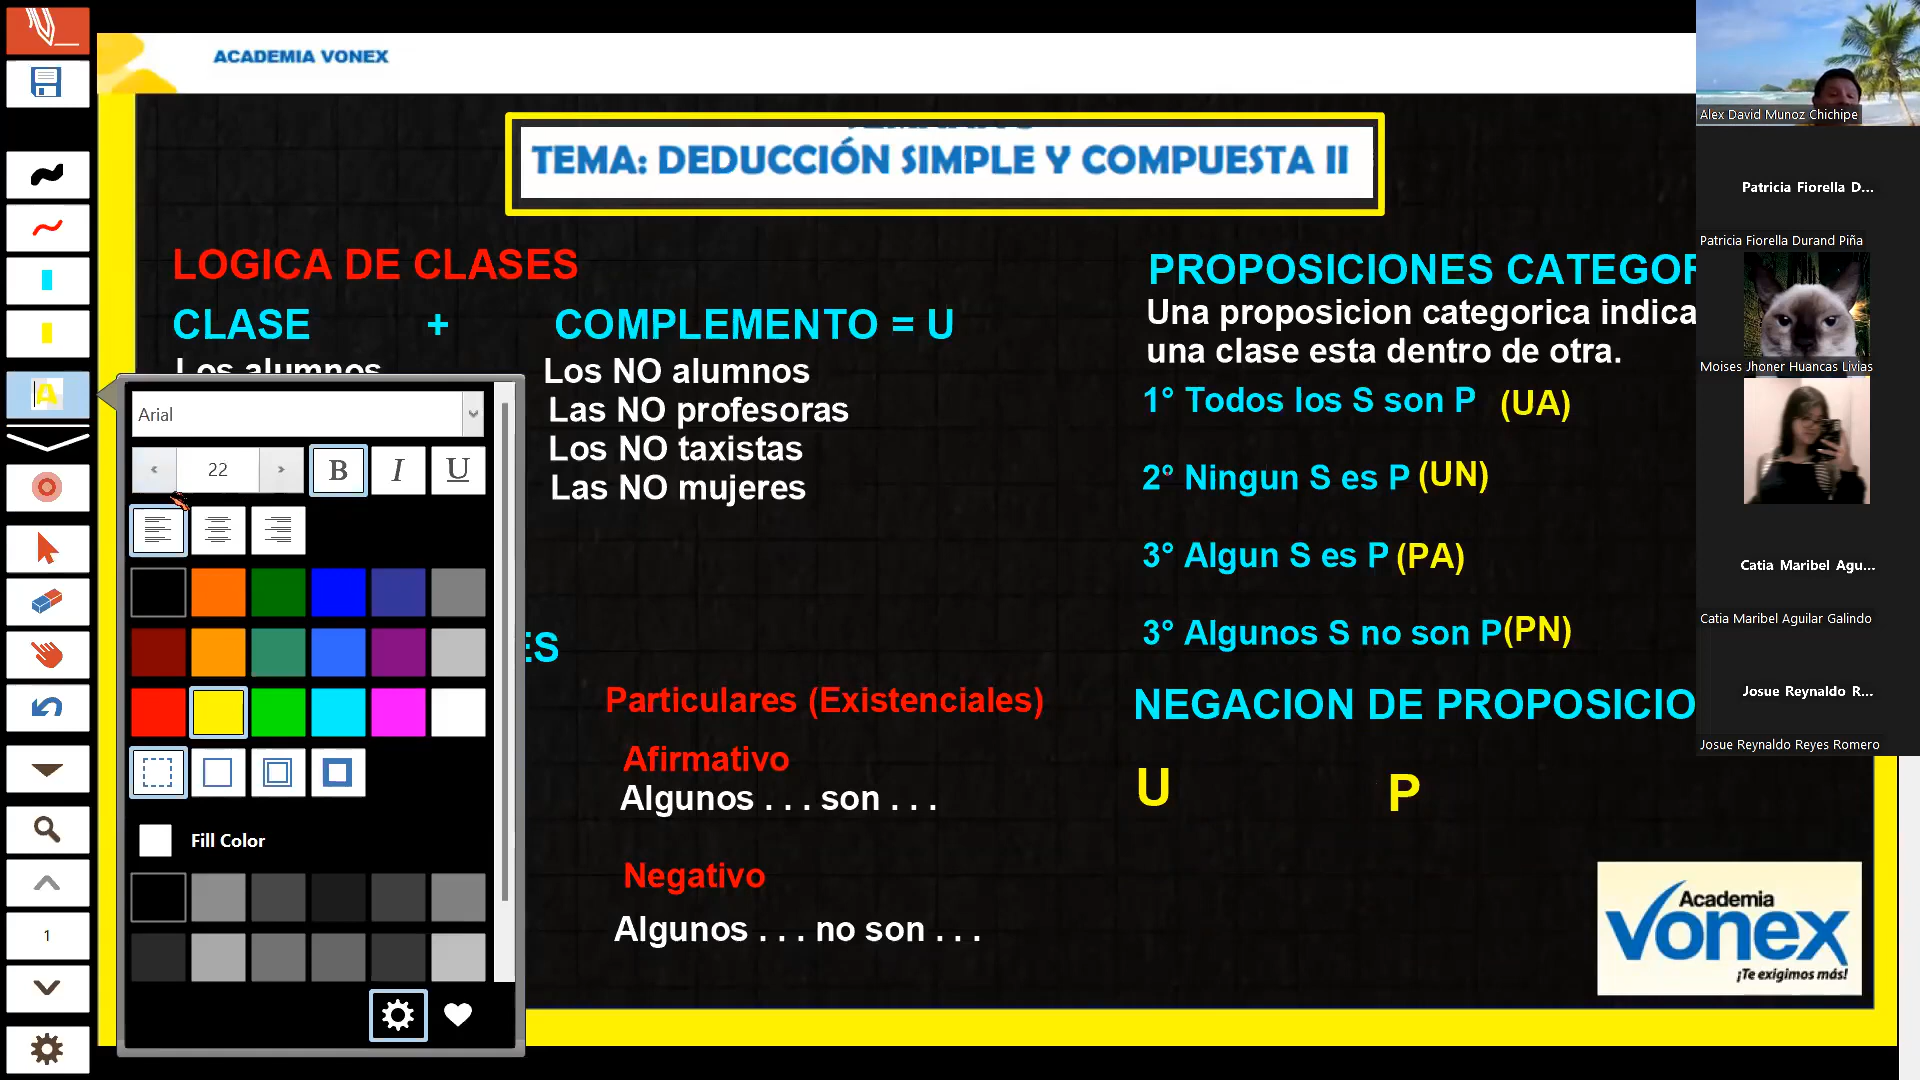 ACADEMIA VONEX
TEMA: DEDUCCIÓN SIMPLE Y COMPUESTA II
LOGICA DE CLASES
CLASE + COMPLEMENTO = U
Los alumnos
Los NO alumnos
Las NO profesoras
Los NO taxistas
Las NO mujeres
ES
Particulares (Existenciales)
Afirmativo
Algunos . . . son . . .
Negativo
Algunos . . . no son . . .
PROPOSICIONES CATEGOR
Una proposicion categorica indica
una clase esta dentro de otra.
1° Todos los S son P (UA)
2° Ningun S es P (UN)
3° Algun S es P (PA)
3° Algunos S no son P (PN)
NEGACION DE PROPOSICIO
U P
Academia
Vonex
¡Te exigimos más!
Arial
22
B I U
Fill Color
A
1
Alex David Munoz Chichipe
Patricia Fiorella D...
Patricia Fiorella Durand Piña
Moises Jhoner Huancas Livias
Catia Maribel Agu...
Catia Maribel Aguilar Galindo
Josue Reynaldo R...
Josue Reynaldo Reyes Romero